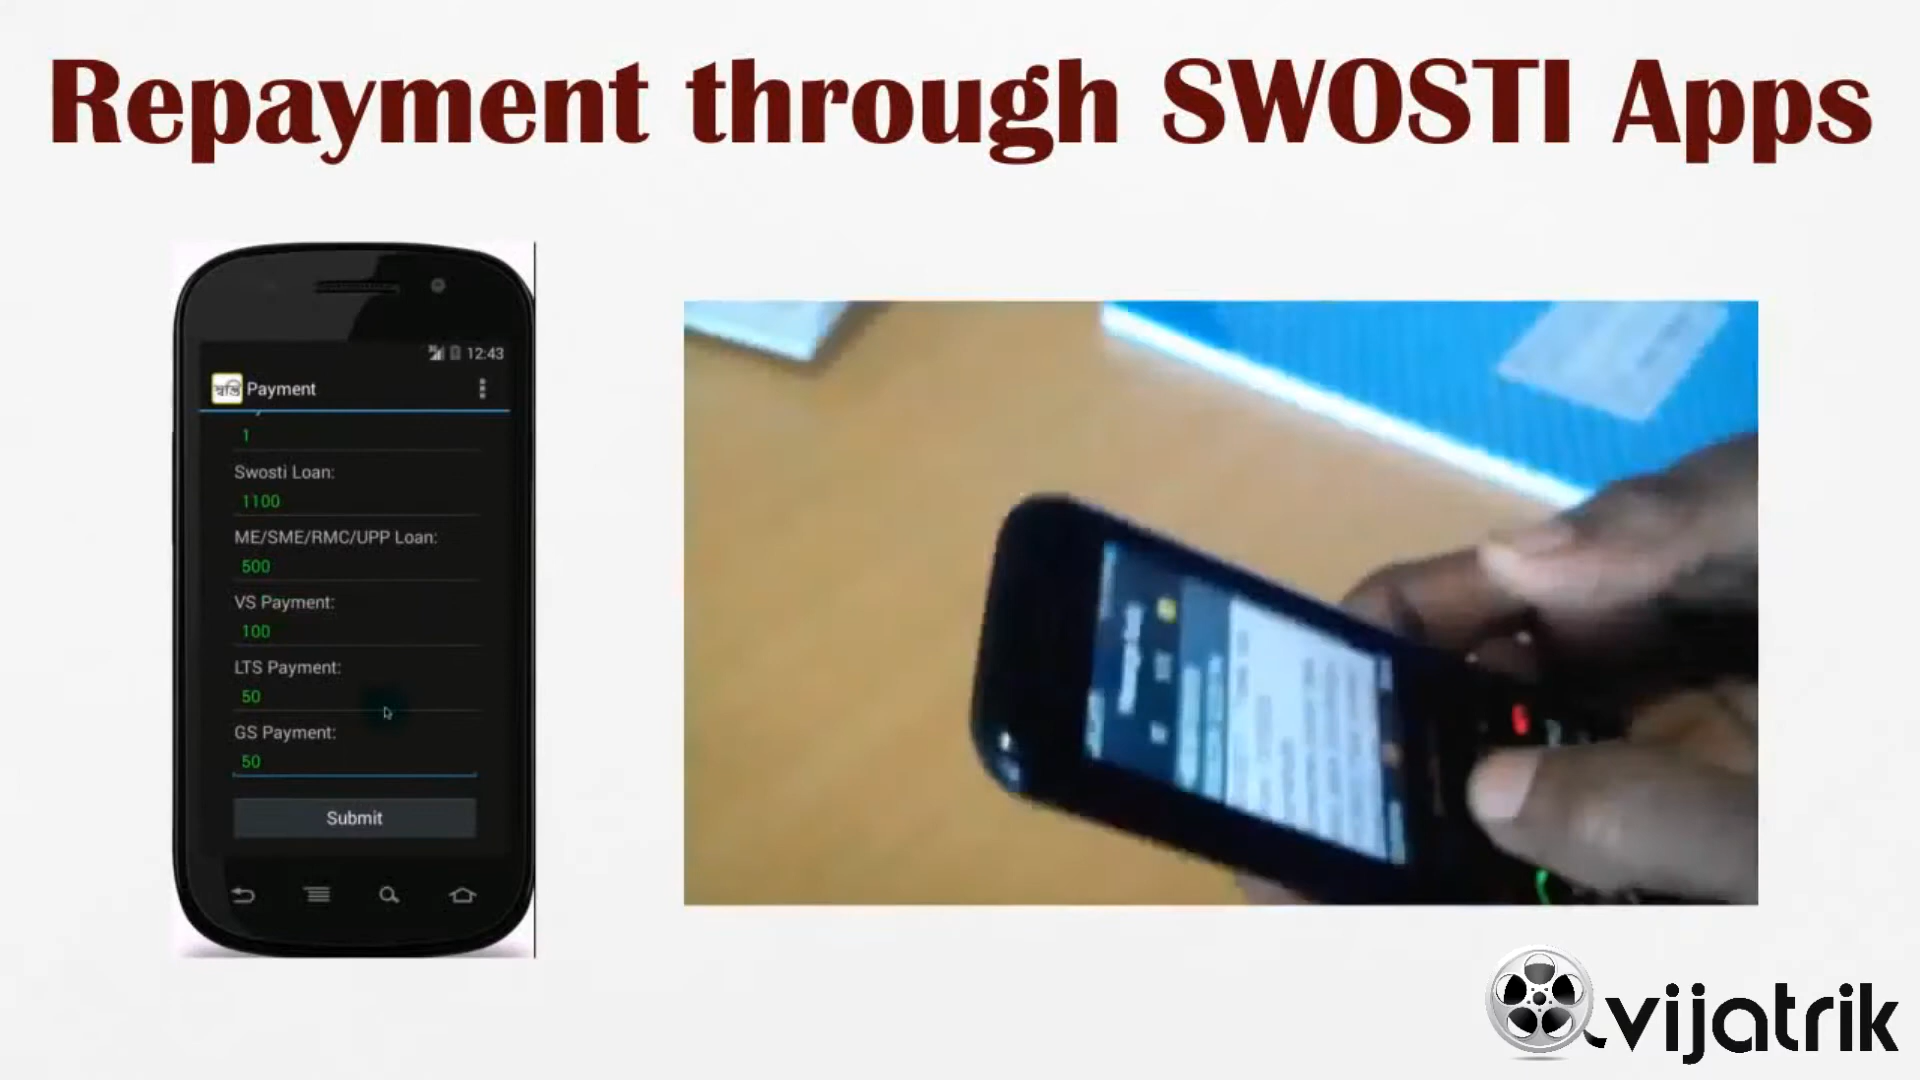 Repayment through SWOSTI Apps
12:43
স্বস্তি Payment
1
Swosti Loan:
1100
ME/SME/RMC/UPP Loan:
500
VS Payment:
100
LTS Payment:
50
GS Payment:
50
Submit
vijatrik